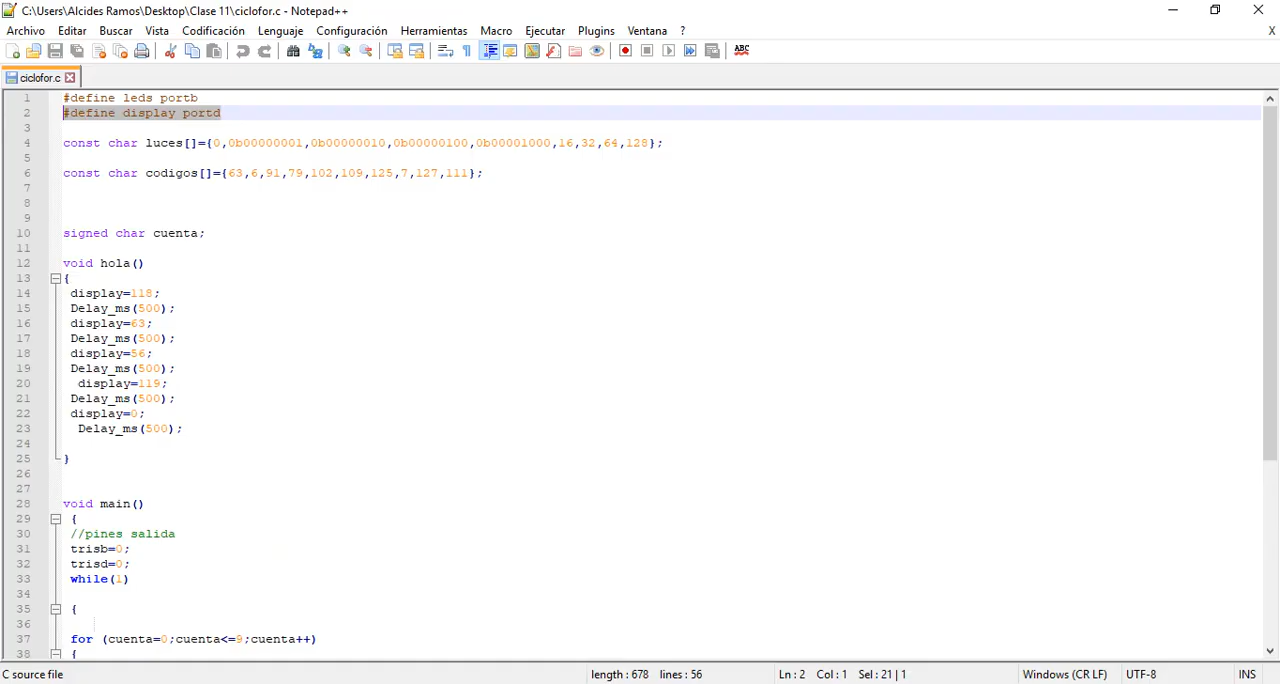 C:\Users\Alcides Ramos\Desktop\Clase 11\ciclofor.c - Notepad++
Archivo Editar Buscar Vista Codificación Lenguaje Configuración Herramientas Macro Ejecutar Plugins Ventana ? X
ABC
ciclofor.c
1 #define leds portb
2 #define display portd
3
4 const char luces[]={0,0b00000001,0b00000010,0b00000100,0b00001000,16,32,64,128};
5
6 const char codigos[]={63,6,91,79,102,109,125,7,127,111};
7
8
9
10 signed char cuenta;
11
12 void hola()
13 {
14 display=118;
15 Delay_ms(500);
16 display=63;
17 Delay_ms(500);
18 display=56;
19 Delay_ms(500);
20 display=119;
21 Delay_ms(500);
22 display=0;
23 Delay_ms(500);
24
25 }
26
27
28 void main()
29 {
30 //pines salida
31 trisb=0;
32 trisd=0;
33 while(1)
34
35 {
36
37 for (cuenta=0;cuenta<=9;cuenta++)
38 {
C source file length : 678 lines : 56 Ln : 2 Col : 1 Sel : 21 | 1 Windows (CR LF) UTF-8 INS